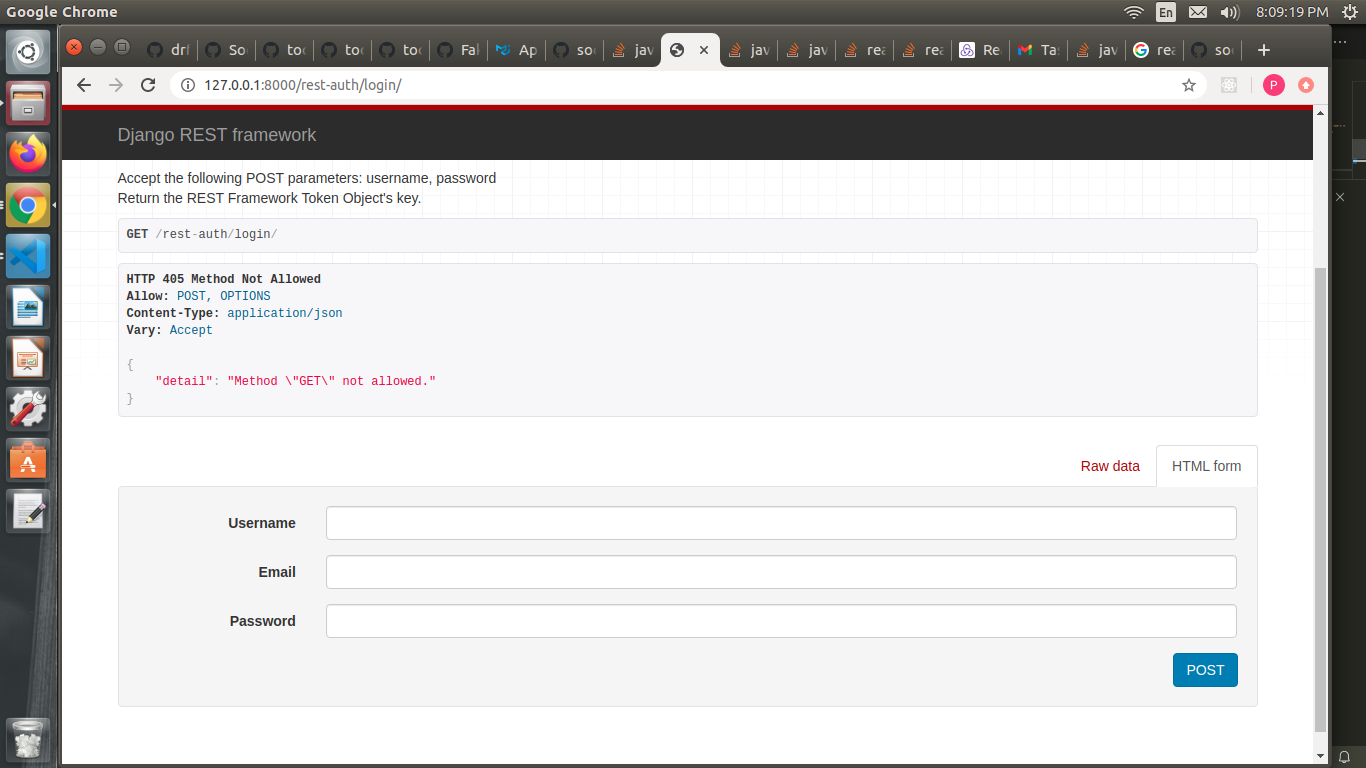 Google Chrome
En
8:09:19 PM
drf
So
too
too
too
Fal
Ap
so
jav
jav
jav
rea
rea
Re
Ta
jav
rea
so
127.0.0.1:8000/rest-auth/login/
P
Django REST framework
Accept the following POST parameters: username, password
Return the REST Framework Token Object's key.
GET /rest-auth/login/
HTTP 405 Method Not Allowed
Allow: POST, OPTIONS
Content-Type: application/json
Vary: Accept
{
"detail": "Method \"GET\" not allowed."
}
Raw data
HTML form
Username
Email
Password
POST